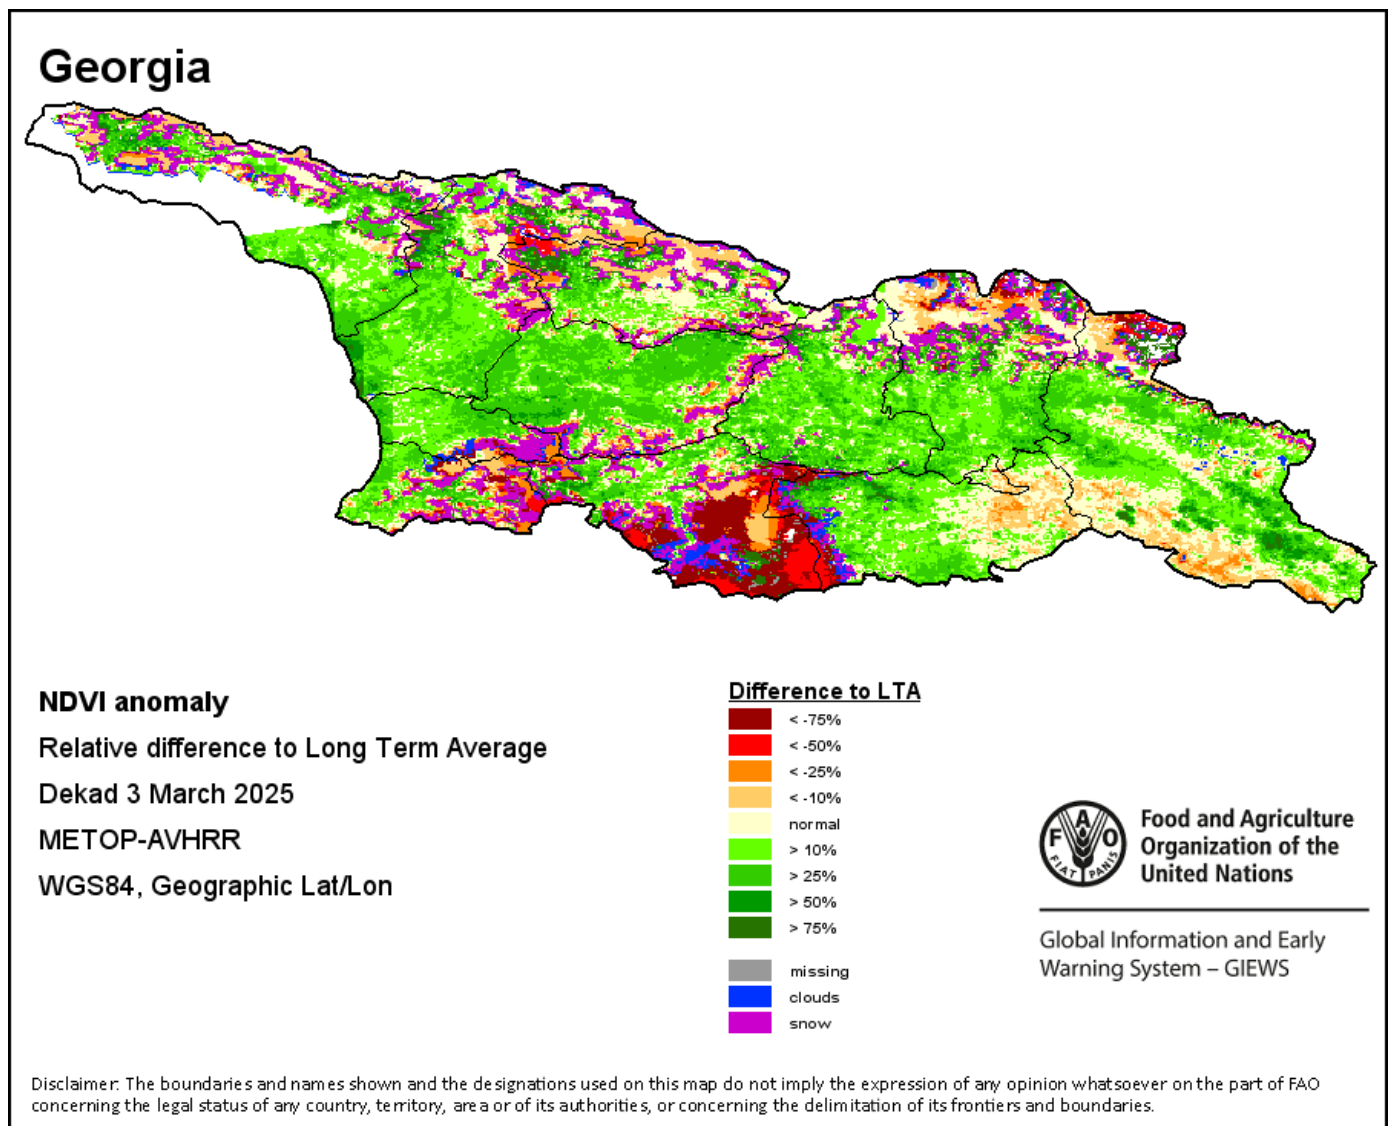 Georgia
NDVI anomaly
Relative difference to Long Term Average
Dekad 3 March 2025
METOP-AVHRR
WGS84, Geographic Lat/Lon
Difference to LTA
< -75%
< -50%
< -25%
< -10%
normal
> 10%
> 25%
> 50%
> 75%
missing
clouds
snow
F A O
FIAT PANIS
Food and Agriculture
Organization of the
United Nations
Global Information and Early
Warning System – GIEWS
Disclaimer: The boundaries and names shown and the designations used on this map do not imply the expression of any opinion whatsoever on the part of FAO
concerning the legal status of any country, territory, area or of its authorities, or concerning the delimitation of its frontiers and boundaries.